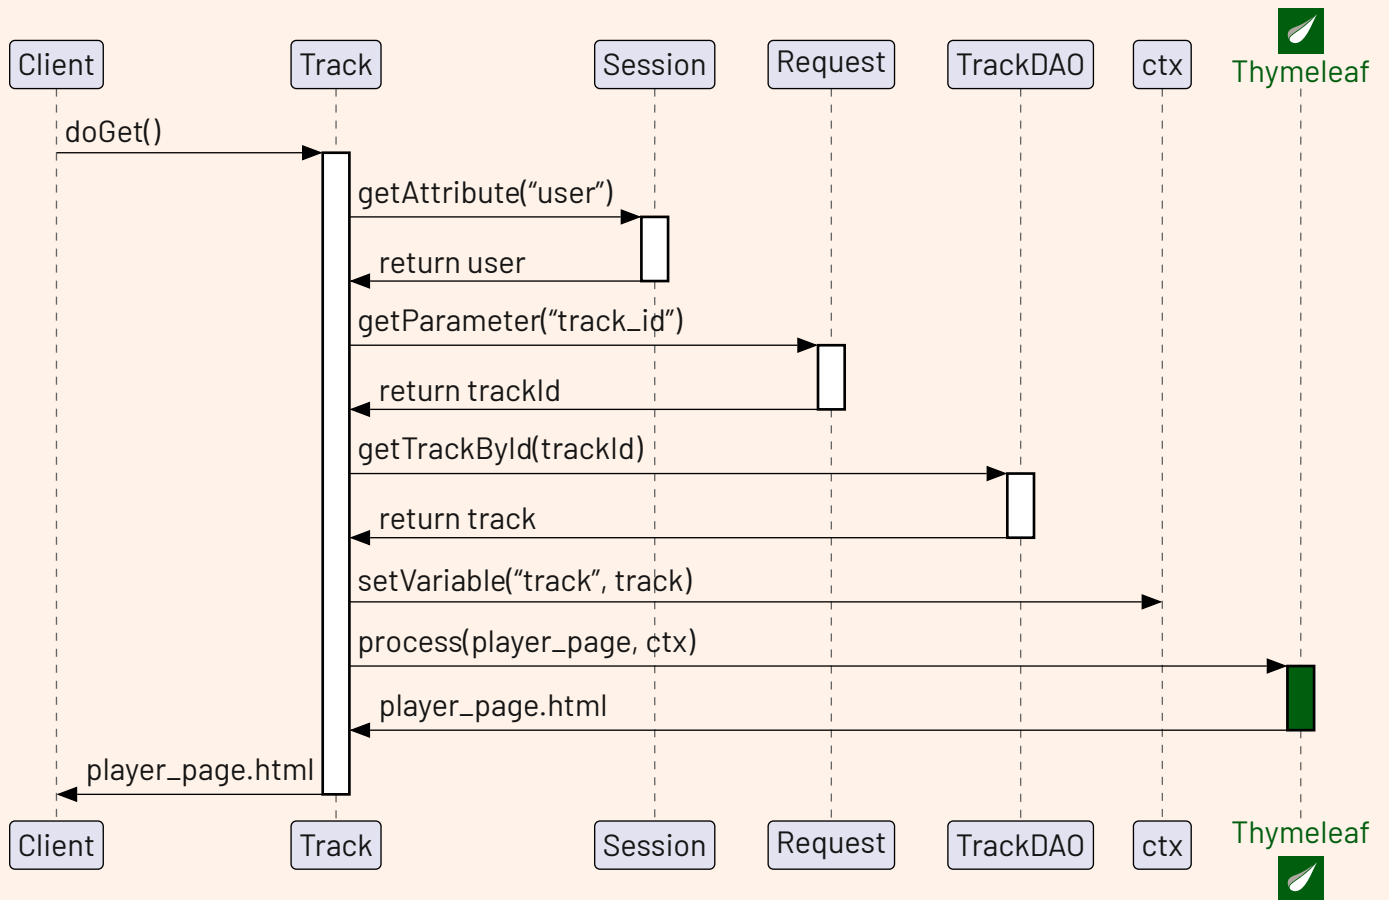 Client
Track
Session
Request
TrackDAO
ctx
Thymeleaf
doGet()
getAttribute(“user”)
return user
getParameter(“track_id”)
return trackId
getTrackById(trackId)
return track
setVariable(“track”, track)
process(player_page, ctx)
player_page.html
player_page.html
Client
Track
Session
Request
TrackDAO
ctx
Thymeleaf